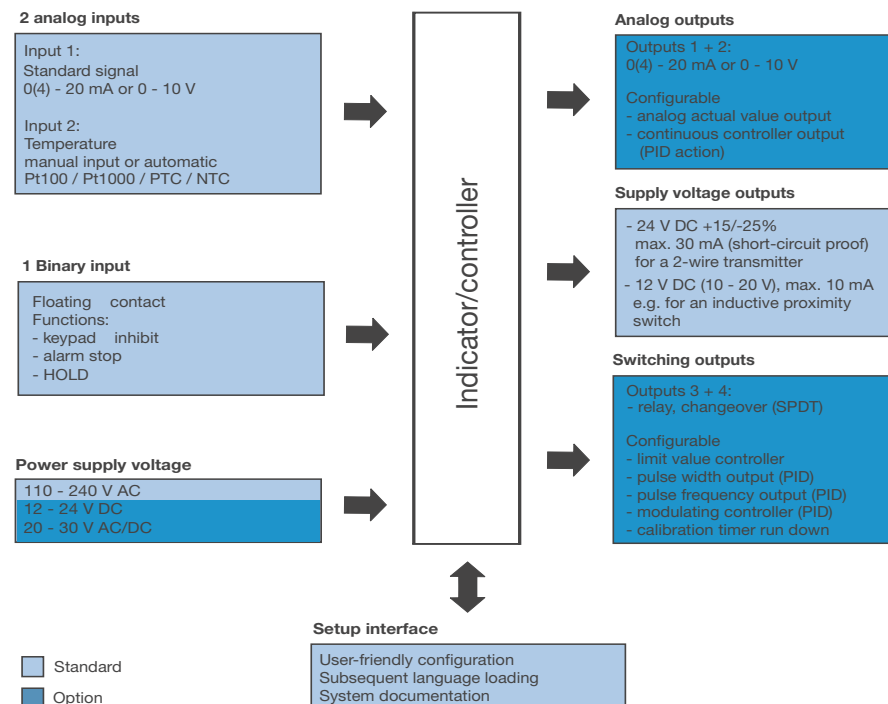 2 analog inputs
Input 1:
Standard signal
0(4) - 20 mA or 0 - 10 V
Input 2:
Temperature
manual input or automatic
Pt100 / Pt1000 / PTC / NTC
1 Binary input
Floating contact
Functions:
- keypad inhibit
- alarm stop
- HOLD
Power supply voltage
110 - 240 V AC
12 - 24 V DC
20 - 30 V AC/DC
Indicator/controller
Analog outputs
Outputs 1 + 2:
0(4) - 20 mA or 0 - 10 V
Configurable
- analog actual value output
- continuous controller output
(PID action)
Supply voltage outputs
- 24 V DC +15/-25%
max. 30 mA (short-circuit proof)
for a 2-wire transmitter
- 12 V DC (10 - 20 V), max. 10 mA
e.g. for an inductive proximity
switch
Switching outputs
Outputs 3 + 4:
- relay, changeover (SPDT)
Configurable
- limit value controller
- pulse width output (PID)
- pulse frequency output (PID)
- modulating controller (PID)
- calibration timer run down
Setup interface
User-friendly configuration
Subsequent language loading
System documentation
Standard
Option